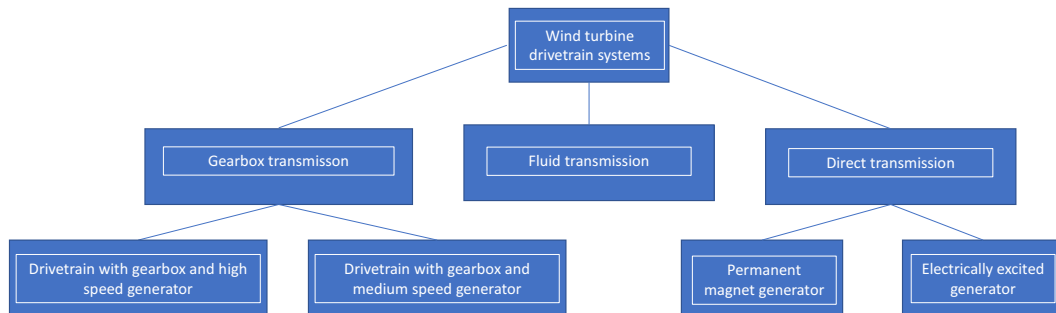 Wind turbine
drivetrain systems
Gearbox transmisson
Fluid transmission
Direct transmission
Drivetrain with gearbox and high
speed generator
Drivetrain with gearbox and
medium speed generator
Permanent
magnet generator
Electrically excited
generator